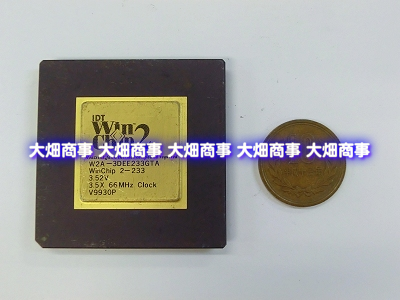 IDT
WinChip 2
大畑商事 大畑商事 大畑商事 大畑商事 大畑商事
W2A-3DEE233GTA
WinChip 2-233
3.52V
3.5X 66MHz Clock
V9930P